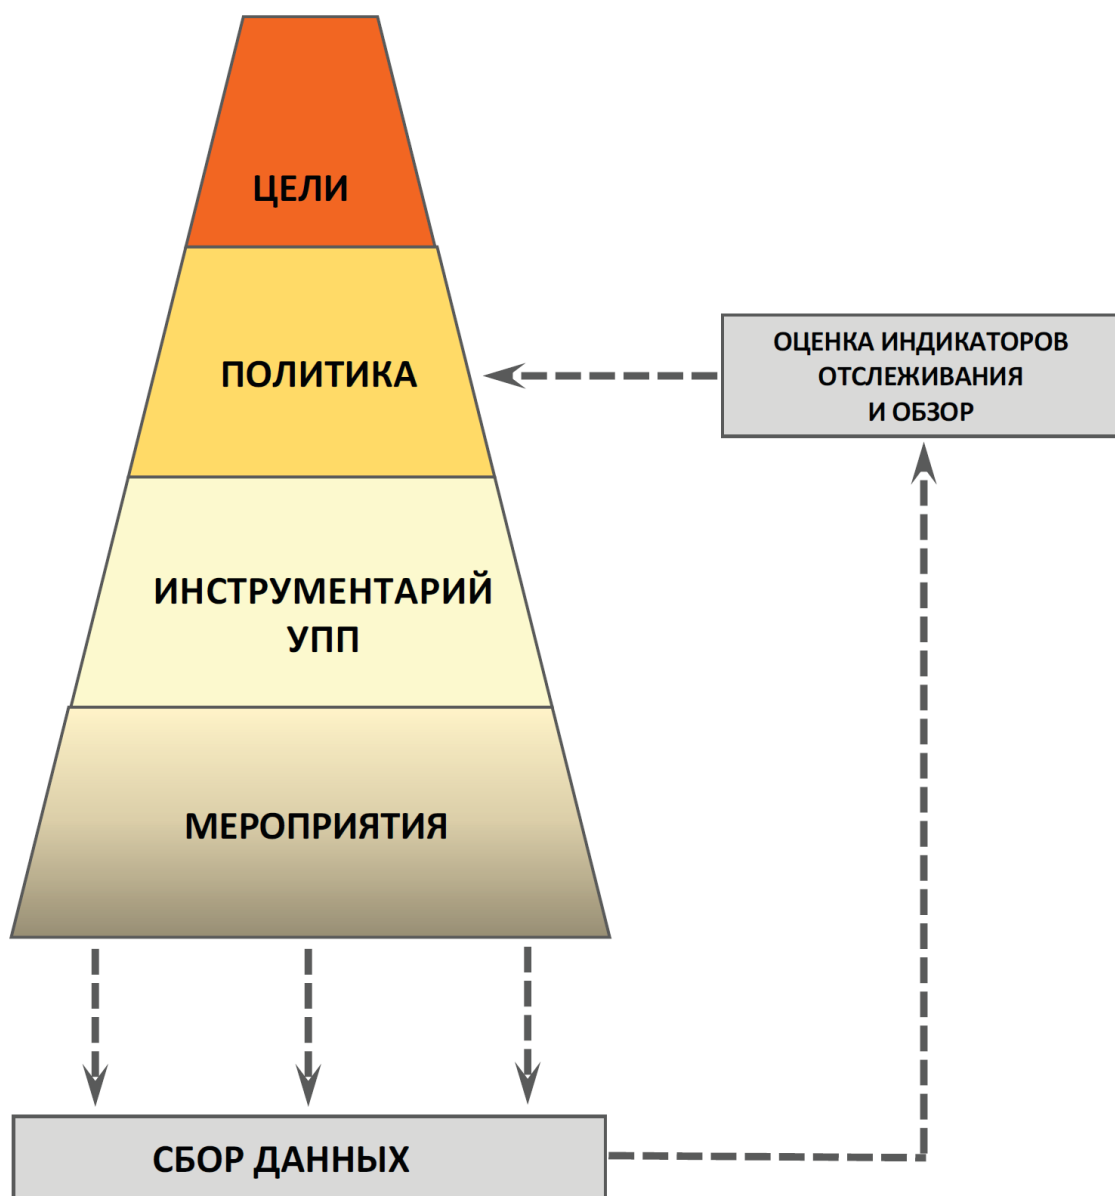 ЦЕЛИ
ПОЛИТИКА
ОЦЕНКА ИНДИКАТОРОВ
ОТСЛЕЖИВАНИЯ
И ОБЗОР
ИНСТРУМЕНТАРИЙ
УПП
МЕРОПРИЯТИЯ
СБОР ДАННЫХ